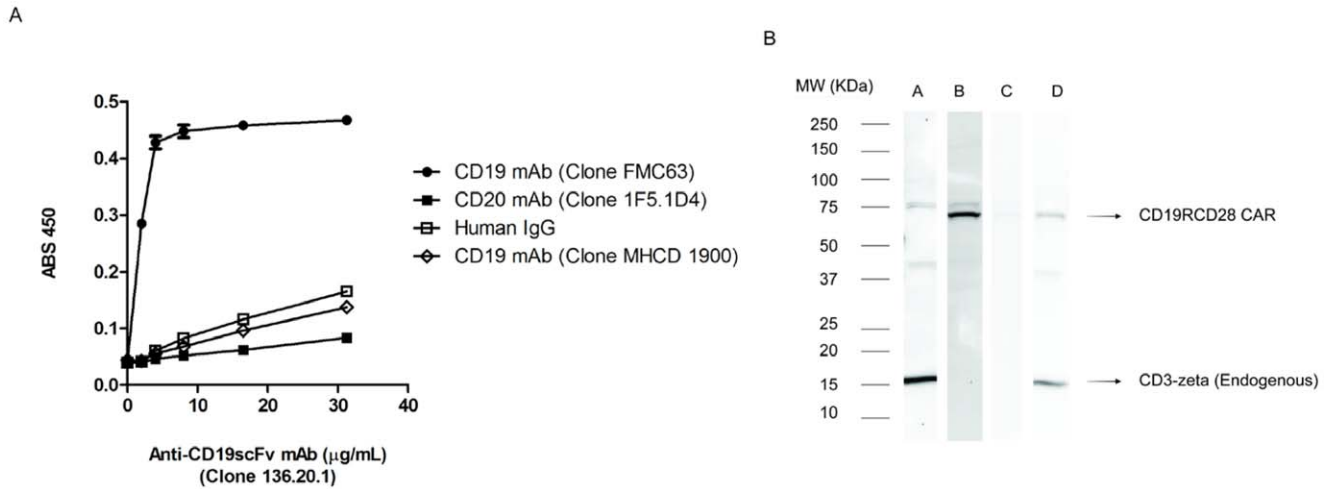 A
0.5
0.4
0.3
0.2
0.1
0.0
ABS 450
0 10 20 30 40
Anti-CD19scFv mAb (μg/mL)
(Clone 136.20.1)
CD19 mAb (Clone FMC63)
CD20 mAb (Clone 1F5.1D4)
Human IgG
CD19 mAb (Clone MHCD 1900)
B
MW (KDa) A B C D
250
150
100
75
50
37
25
20
15
10
CD19RCD28 CAR
CD3-zeta (Endogenous)